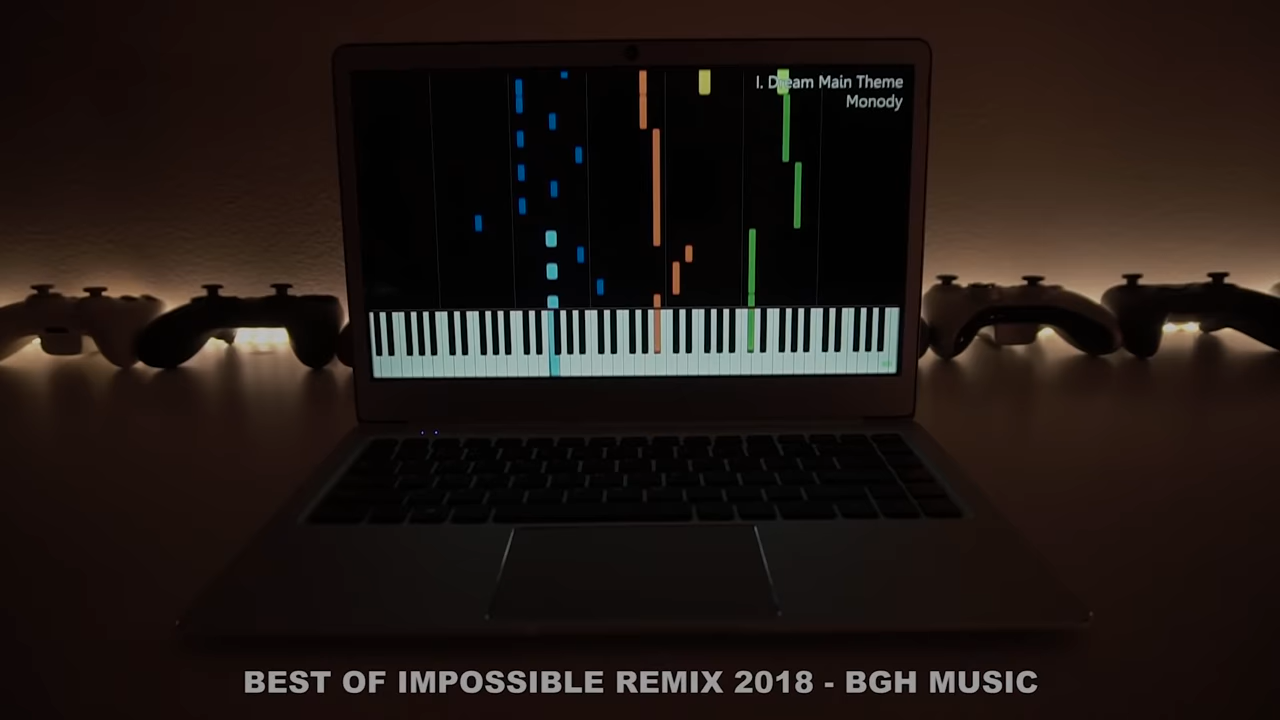 I. Dream Main Theme
Monody
BEST OF IMPOSSIBLE REMIX 2018 - BGH MUSIC